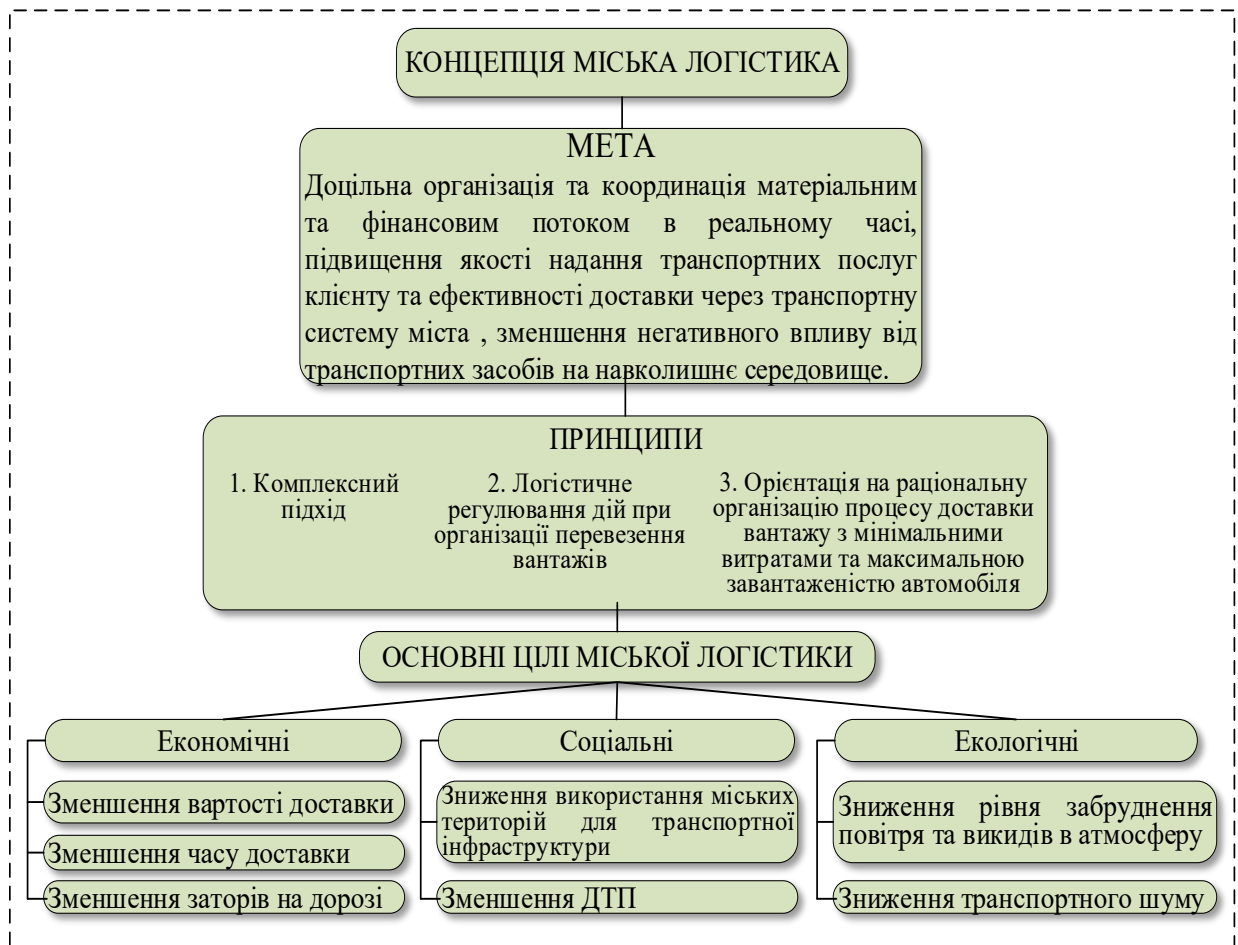 КОНЦЕПЦІЯ МІСЬКА ЛОГІСТИКА
МЕТА
Доцільна організація та координація матеріальним
та фінансовим потоком в реальному часі,
підвищення якості надання транспортних послуг
клієнту та ефективності доставки через транспортну
систему міста , зменшення негативного впливу від
транспортних засобів на навколишнє середовище.
ПРИНЦИПИ
1. Комплексний
підхід
2. Логістичне
регулювання дій при
організації перевезення
вантажів
3. Орієнтація на раціональну
організацію процесу доставки
вантажу з мінімальними
витратами та максимальною
завантаженістю автомобіля
ОСНОВНІ ЦІЛІ МІСЬКОЇ ЛОГІСТИКИ
Економічні
Зменшення вартості доставки
Зменшення часу доставки
Зменшення заторів на дорозі
Соціальні
Зниження використання міських
територій для транспортної
інфраструктури
Зменшення ДТП
Екологічні
Зниження рівня забруднення
повітря та викидів в атмосферу
Зниження транспортного шуму